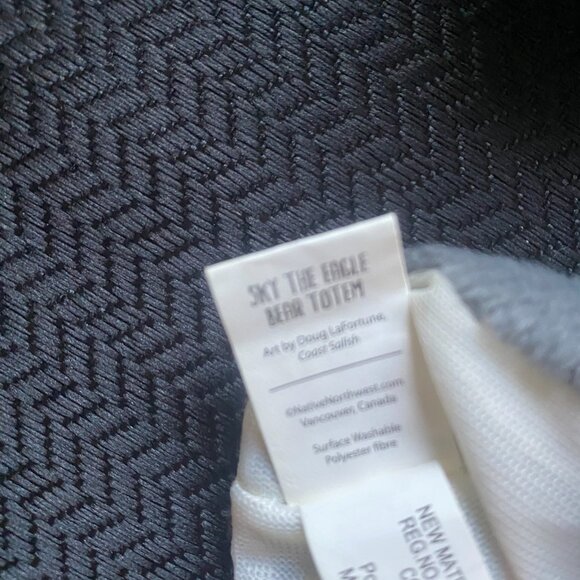 SKY THE EAGLE
BEAR TOTEM
Art by Doug LaFortune,
Coast Salish
©NativeNorthwest.com
Vancouver, Canada
Surface Washable
Polyester fibre
NEW MAT
REG.NO